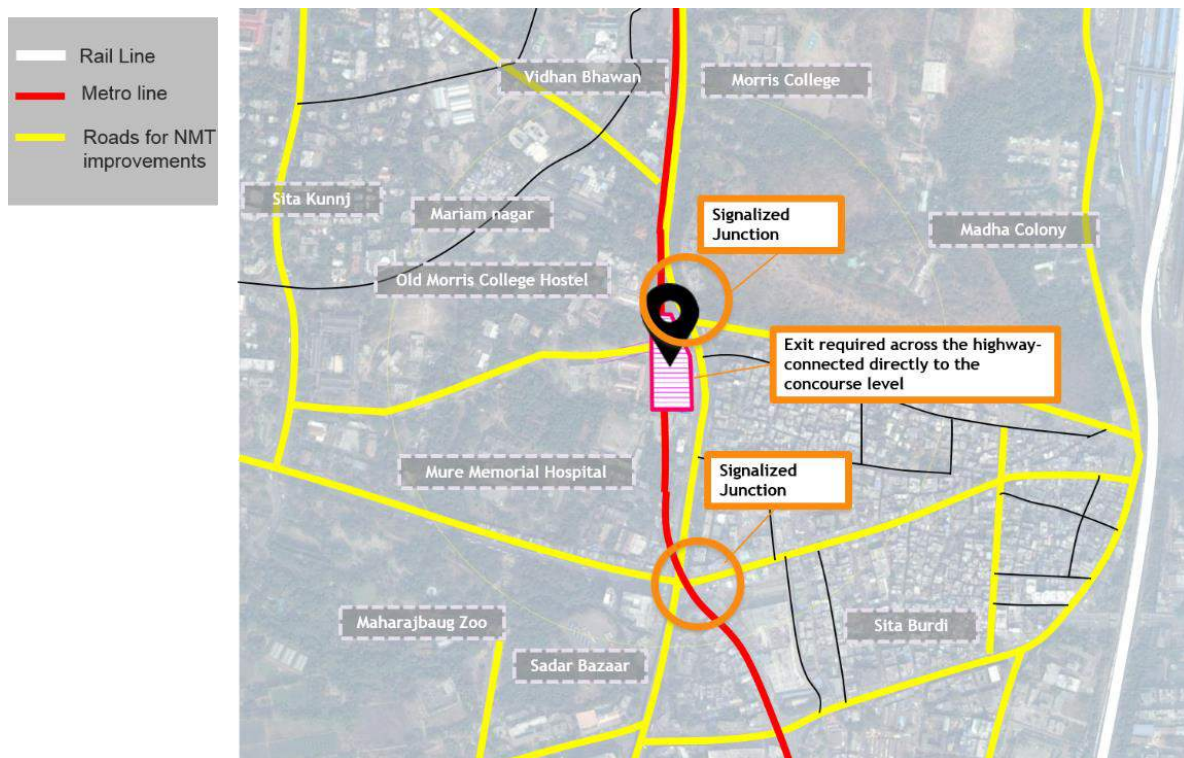 Rail Line
Metro line
Roads for NMT
improvements
Vidhan Bhawan
Morris College
Sita Kunnj
Mariam nagar
Signalized
Junction
Madha Colony
Old Morris College Hostel
Exit required across the highway-
connected directly to the
concourse level
Mure Memorial Hospital
Signalized
Junction
Maharajbaug Zoo
Sita Burdi
Sadar Bazaar